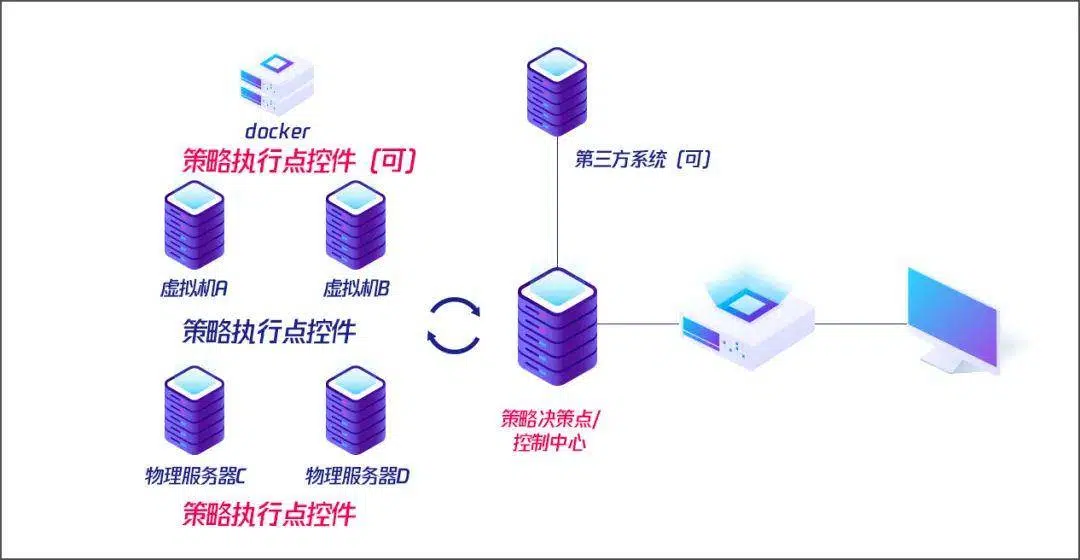 docker
策略执行点控件（可）
第三方系统（可）
虚拟机A
虚拟机B
策略执行点控件
策略决策点/
控制中心
物理服务器C
物理服务器D
策略执行点控件